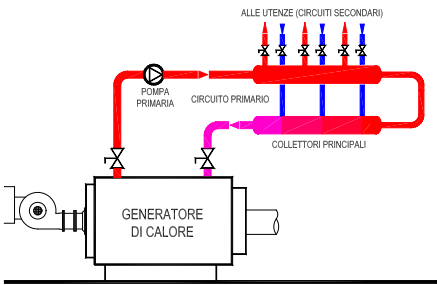 ALLE UTENZE (CIRCUITI SECONDARI)
POMPA
PRIMARIA
CIRCUITO PRIMARIO
COLLETTORI PRINCIPALI
GENERATORE
DI CALORE